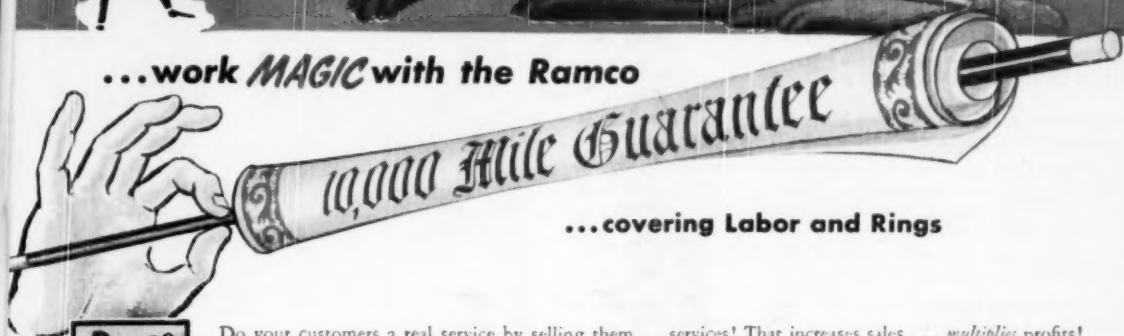 ...work MAGIC with the Ramco
10,000 Mile Guarantee
...covering Labor and Rings
Do your customers a real service by selling them
services! That increases sales ... multiplies profits!